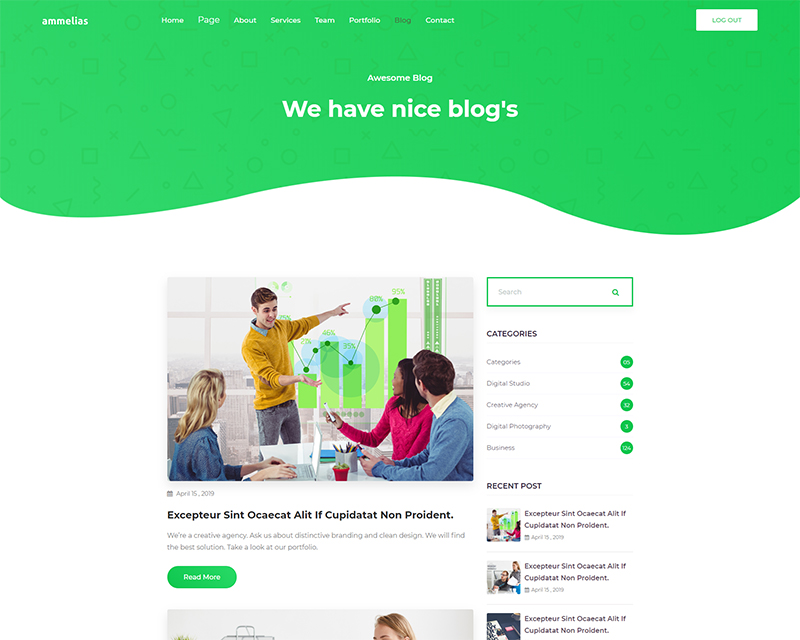 ammelias
Home Page About Services Team Portfolio Blog Contact
LOG OUT
Awesome Blog
We have nice blog's
95%
80%
46%
35%
April 15 , 2019
Excepteur Sint Ocaecat Alit If Cupidatat Non Proident.
We're a creative agency. Ask us about distinctive branding and clean design. We will find
the best solution. Take a look at our portfolio.
Read More
Search
CATEGORIES
Categories 05
Digital Studio 54
Creative Agency 32
Digital Photography 3
Business 124
RECENT POST
Excepteur Sint Ocaecat Alit If
Cupidatat Non Proident.
April 15 , 2019
Excepteur Sint Ocaecat Alit If
Cupidatat Non Proident.
April 15 , 2019
Excepteur Sint Ocaecat Alit If
Cupidatat Non Proident.